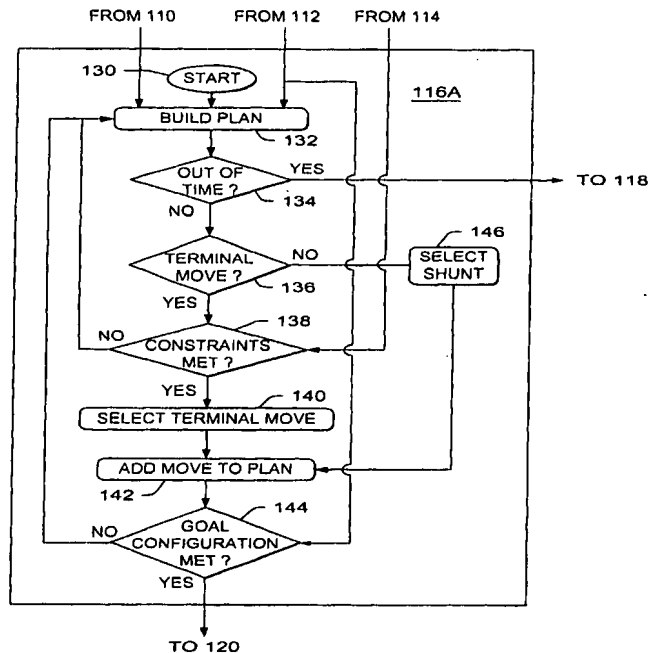 FROM 110 FROM 112 FROM 114
130 START 116A
BUILD PLAN
132
OUT OF TIME ?
YES
TO 118
134
NO
146
SELECT SHUNT
TERMINAL MOVE ?
NO
136
YES
138
NO
CONSTRAINTS MET ?
YES
140
SELECT TERMINAL MOVE
ADD MOVE TO PLAN
142
144
NO
GOAL CONFIGURATION MET ?
YES
TO 120